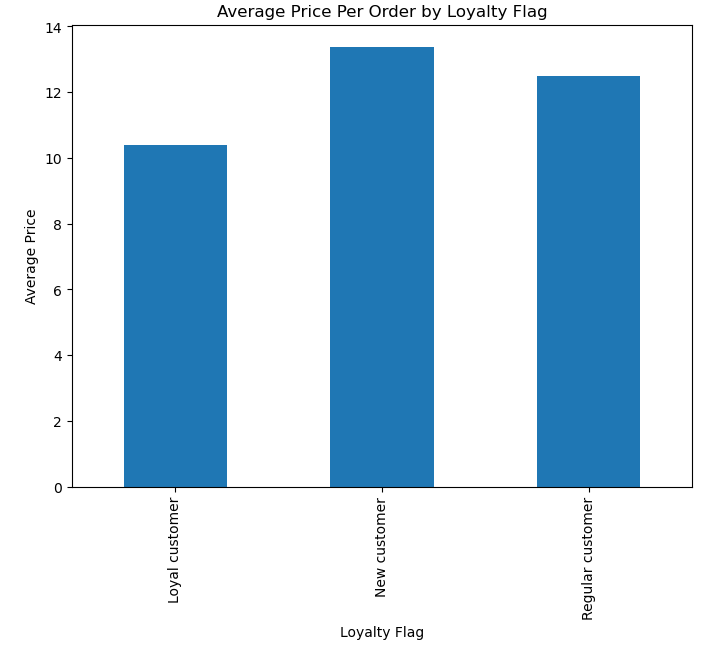 Average Price Per Order by Loyalty Flag
14
12
10
8
6
4
2
0
Average Price
Loyal customer
New customer
Regular customer
Loyalty Flag